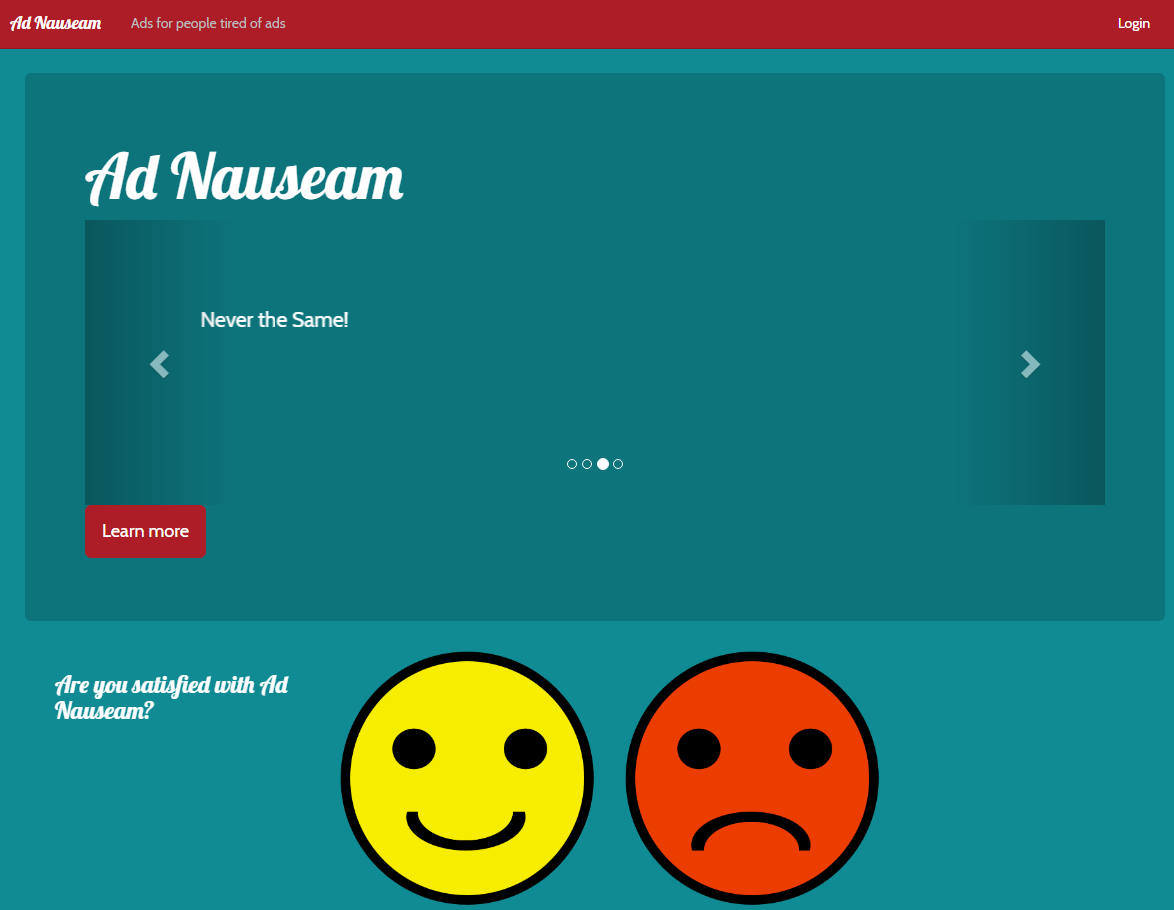 Ad Nauseam
Ads for people tired of ads
Login
Ad Nauseam
Never the Same!
Learn more
Are you satisfied with Ad
Nauseam?